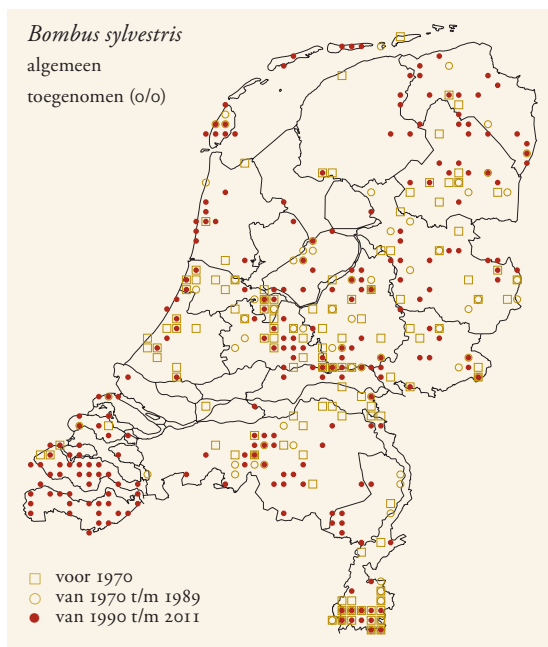 Bombus sylvestris
algemeen
toegenomen (0/0)
voor 1970
van 1970 t/m 1989
van 1990 t/m 2011